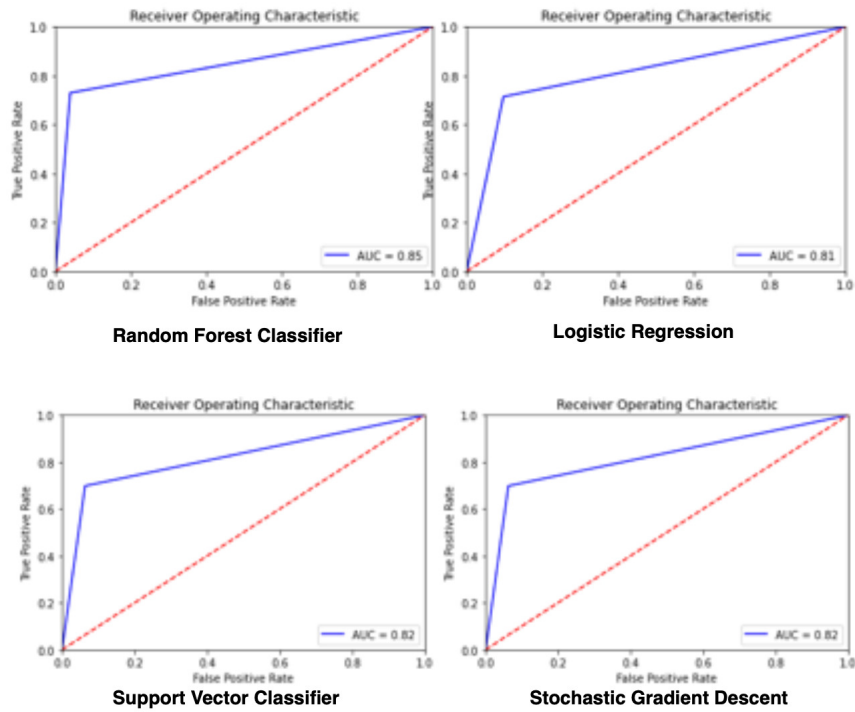 Receiver Operating Characteristic
1.0
0.8
0.6
0.4
0.2
0.0
True Positive Rate
AUC = 0.85
0.0 0.2 0.4 0.6 0.8 1.0
False Positive Rate
Random Forest Classifier
Receiver Operating Characteristic
1.0
0.8
0.6
0.4
0.2
0.0
True Positive Rate
AUC = 0.81
0.0 0.2 0.4 0.6 0.8 1.0
False Positive Rate
Logistic Regression
Receiver Operating Characteristic
1.0
0.8
0.6
0.4
0.2
0.0
True Positive Rate
AUC = 0.82
0.0 0.2 0.4 0.6 0.8 1.0
False Positive Rate
Support Vector Classifier
Receiver Operating Characteristic
1.0
0.8
0.6
0.4
0.2
0.0
True Positive Rate
AUC = 0.82
0.0 0.2 0.4 0.6 0.8 1.0
False Positive Rate
Stochastic Gradient Descent